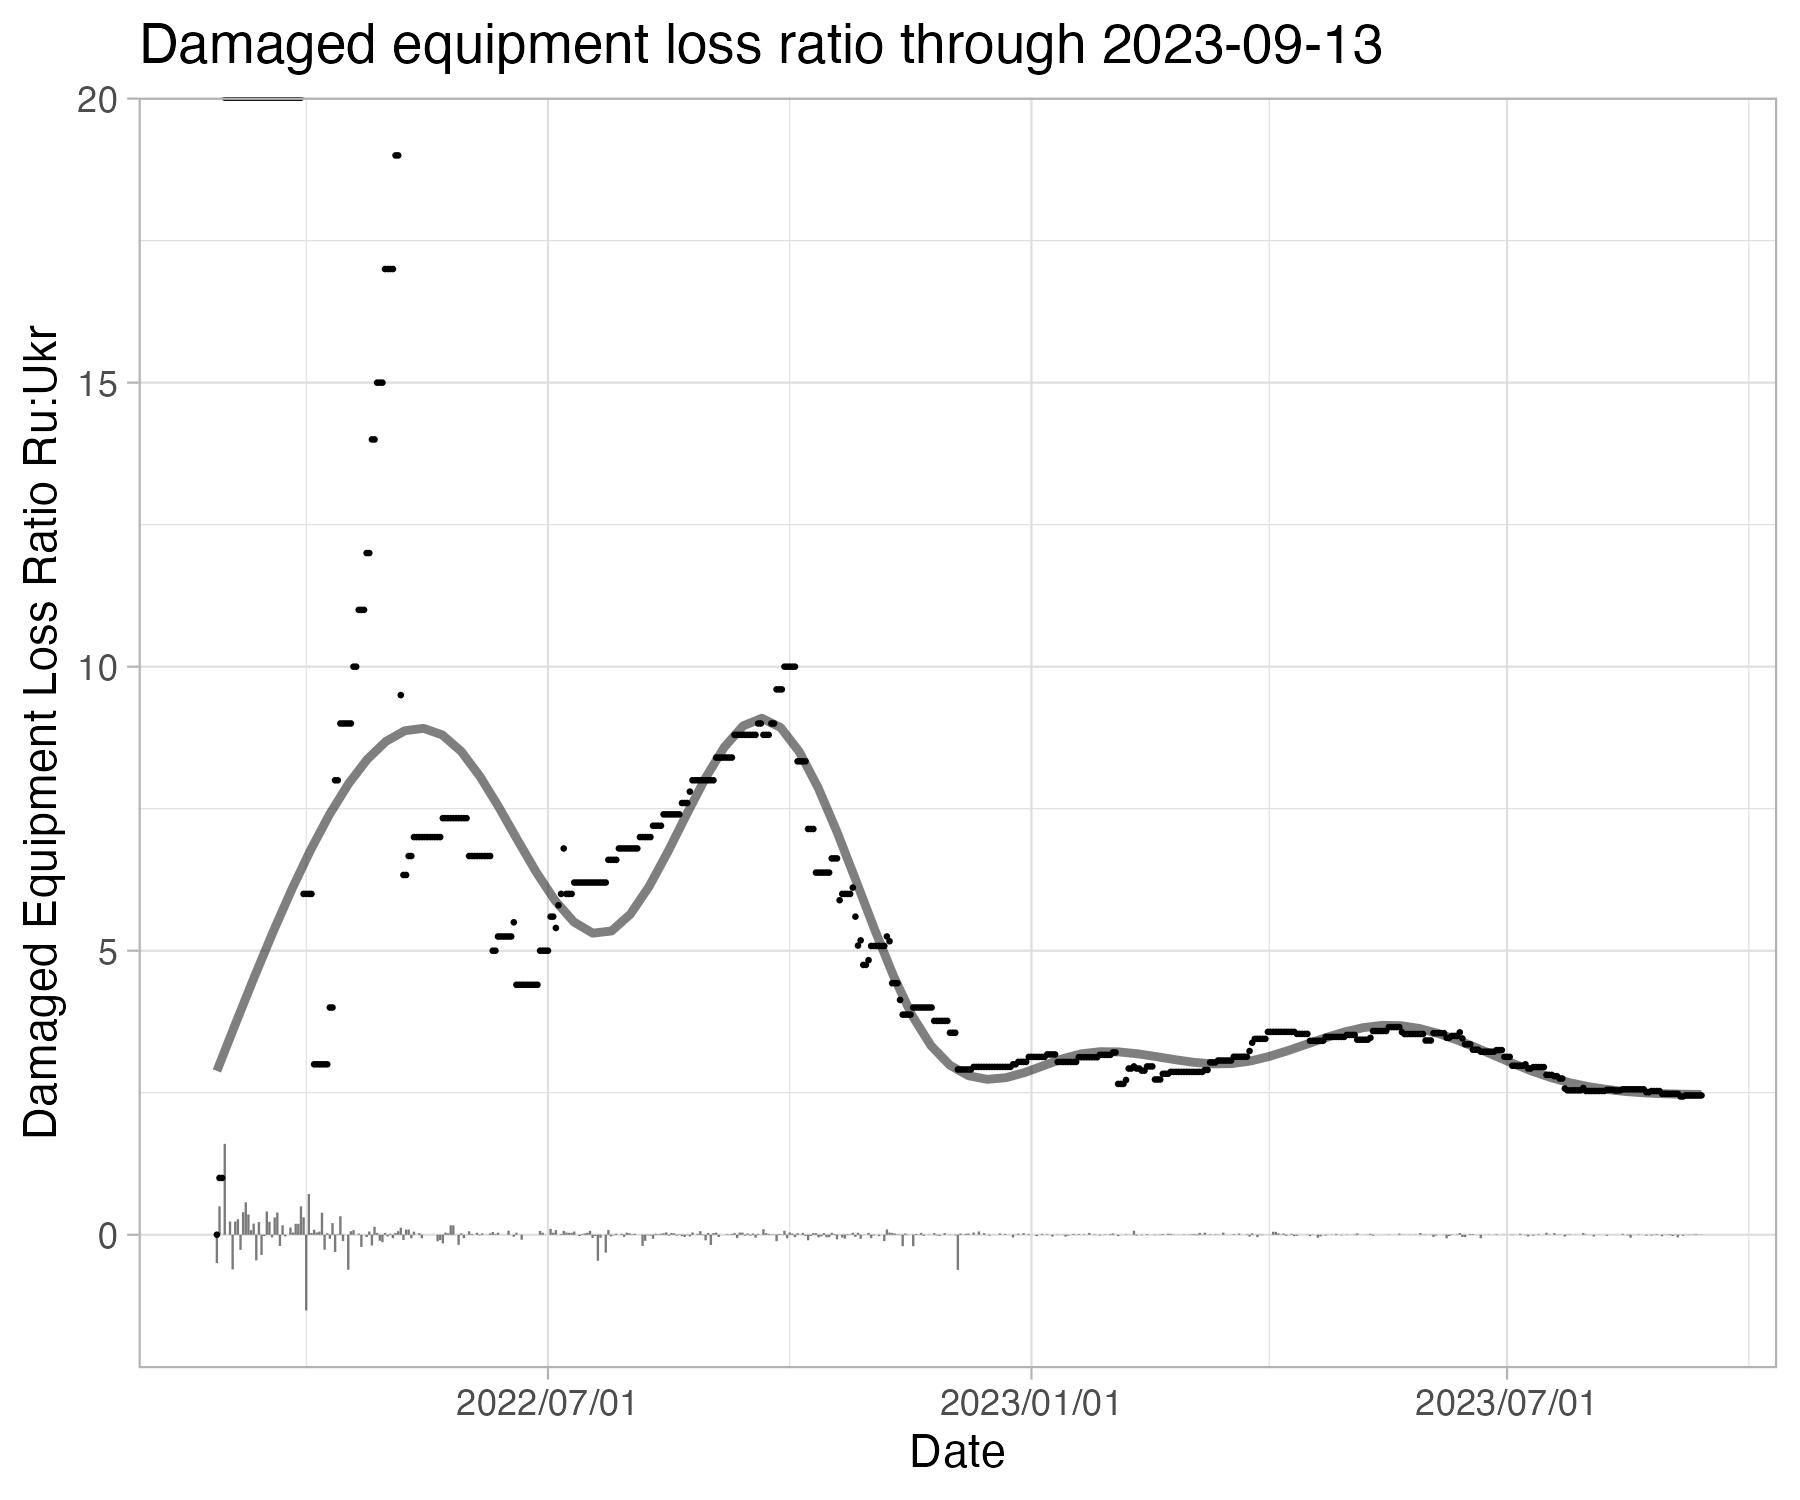 Damaged equipment loss ratio through 2023-09-13
Damaged Equipment Loss Ratio Ru:Ukr
20
15
10
5
0
2022/07/01
2023/01/01
2023/07/01
Date